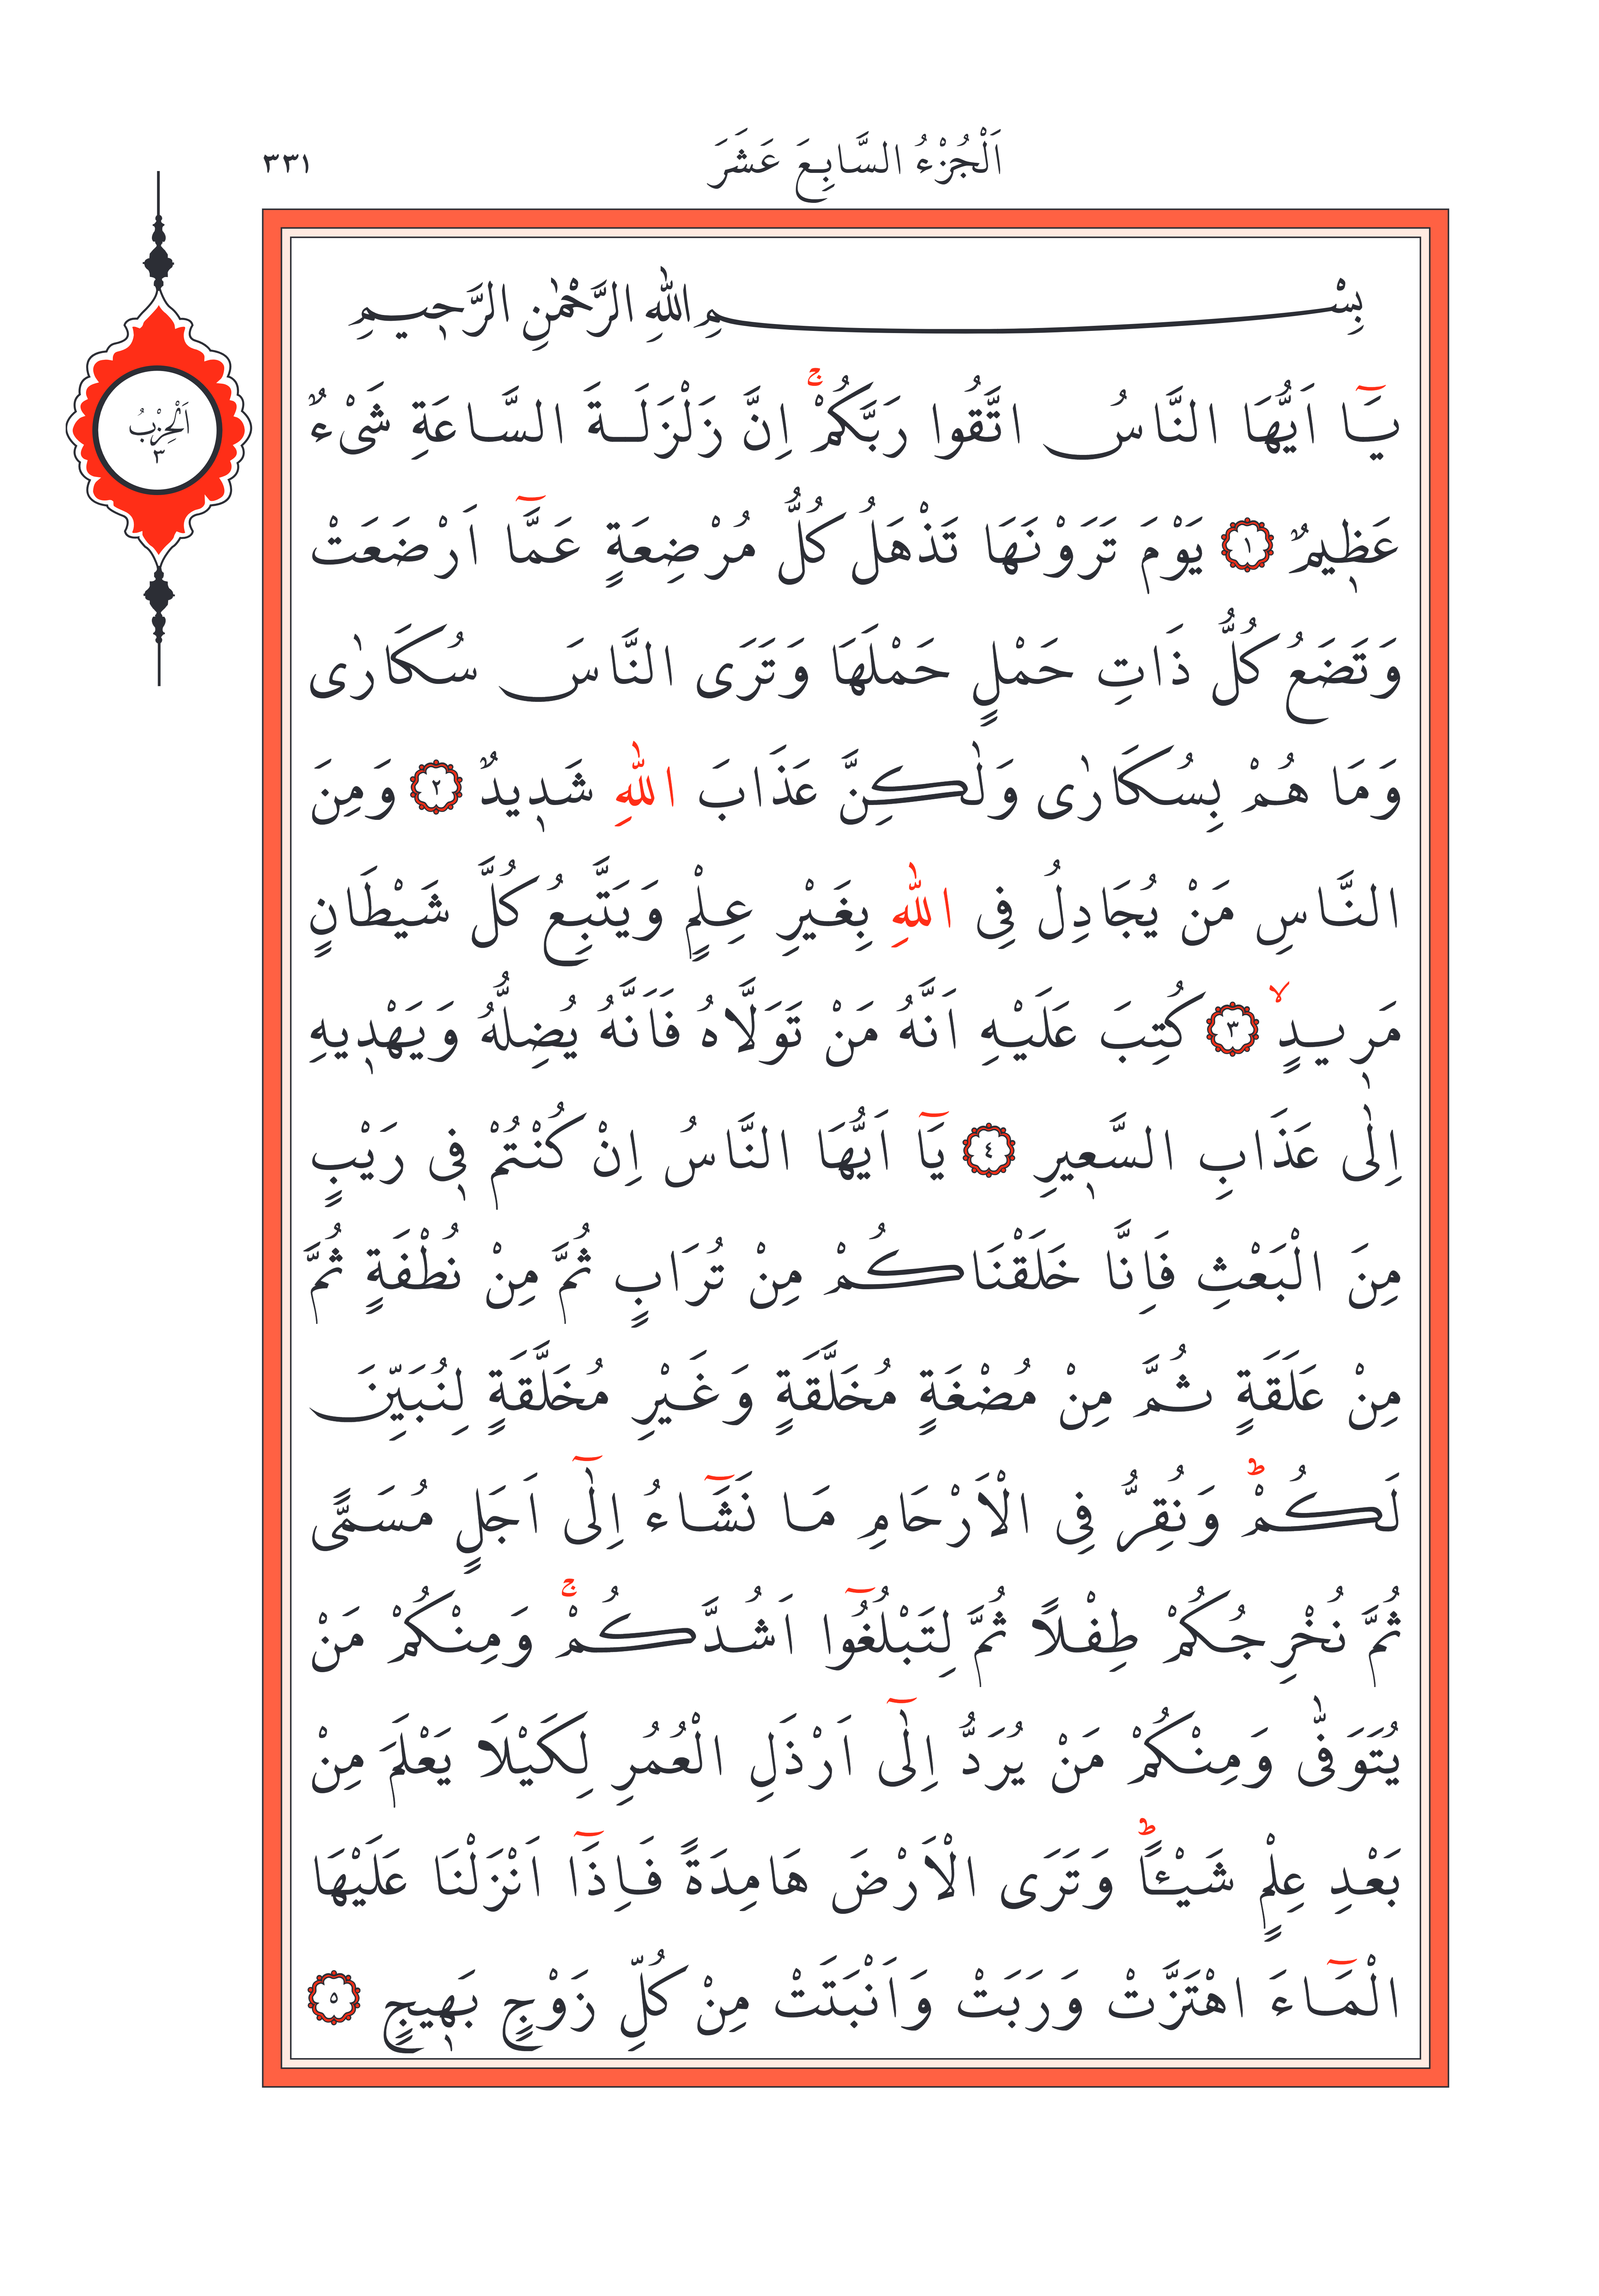 اَلْجُزْءُ السَّابِعَ عَشَرَ
٣٣١
اَلْحِزْبُ
٣
بِسْمِ اللّٰهِ الرَّحْمٰنِ الرَّحٖيمِ
يَٓا اَيُّهَا النَّاسُ اتَّقُوا رَبَّكُمْۚ اِنَّ زَلْزَلَةَ السَّاعَةِ شَیْءٌ
عَظٖيمٌ ١ يَوْمَ تَرَوْنَهَا تَذْهَلُ كُلُّ مُرْضِعَةٍ عَمَّٓا اَرْضَعَتْ
وَتَضَعُ كُلُّ ذَاتِ حَمْلٍ حَمْلَهَا وَتَرَى النَّاسَ سُكَارٰى
وَمَا هُمْ بِسُكَارٰى وَلٰكِنَّ عَذَابَ اللّٰهِ شَدٖيدٌ ٢ وَمِنَ
النَّاسِ مَنْ يُجَادِلُ فِى اللّٰهِ بِغَيْرِ عِلْمٍ وَيَتَّبِعُ كُلَّ شَيْطَانٍ
مَرٖيدٍۙ ٣ كُتِبَ عَلَيْهِ اَنَّهُ مَنْ تَوَلَّاهُ فَاَنَّهُ يُضِلُّهُ وَيَهْدٖيهِ
اِلٰى عَذَابِ السَّعٖيرِ ٤ يَٓا اَيُّهَا النَّاسُ اِنْ كُنْتُمْ فٖى رَيْبٍ
مِنَ الْبَعْثِ فَاِنَّا خَلَقْنَاكُمْ مِنْ تُرَابٍ ثُمَّ مِنْ نُطْفَةٍ ثُمَّ
مِنْ عَلَقَةٍ ثُمَّ مِنْ مُضْغَةٍ مُخَلَّقَةٍ وَغَيْرِ مُخَلَّقَةٍ لِنُبَيِّنَ
لَكُمْؕ وَنُقِرُّ فِى الْاَرْحَامِ مَا نَشَٓاءُ اِلٰٓى اَجَلٍ مُسَمًّى
ثُمَّ نُخْرِجُكُمْ طِفْلًا ثُمَّ لِتَبْلُغُٓوا اَشُدَّكُمْۚ وَمِنْكُمْ مَنْ
يُتَوَفّٰى وَمِنْكُمْ مَنْ يُرَدُّ اِلٰٓى اَرْذَلِ الْعُمُرِ لِكَيْلَا يَعْلَمَ مِنْ
بَعْدِ عِلْمٍ شَيْـًٔاؕ وَتَرَى الْاَرْضَ هَامِدَةً فَاِذَٓا اَنْزَلْنَا عَلَيْهَا
الْمَٓاءَ اهْتَزَّتْ وَرَبَتْ وَاَنْبَتَتْ مِنْ كُلِّ زَوْجٍ بَهٖيجٍ ٥